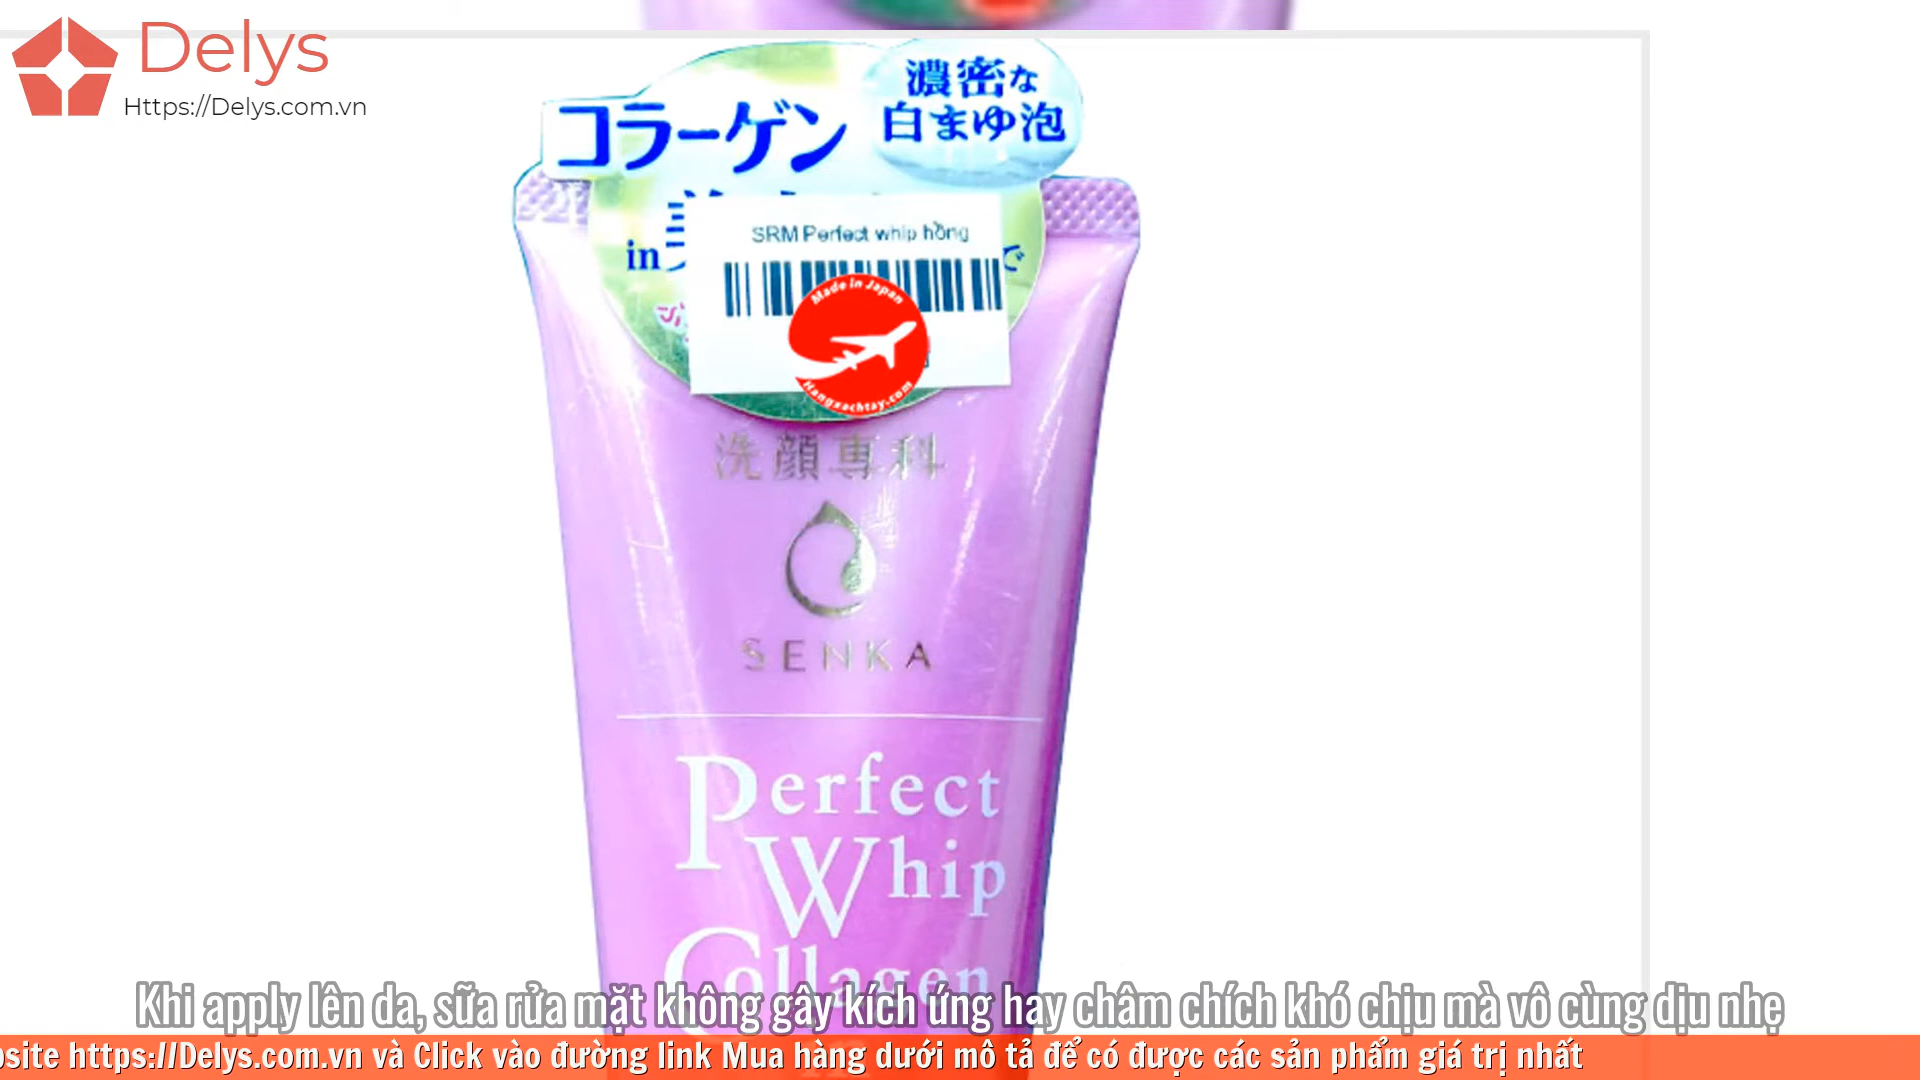 Delys
Https://Delys.com.vn
コラーゲン
濃密な
白まゆ泡
in
で
SRM Perfect whip hồng
Made in Japan
Hangxachtay.com
洗顔専科
SENKA
Perfect
Whip
Collagen
in
Khi apply lên da, sữa rửa mặt không gây kích ứng hay châm chích khó chịu mà vô cùng dịu nhẹ
https://Delys.com.vn và Click vào đường link Mua hàng dưới mô tả để có được các sản phẩm giá trị nhất